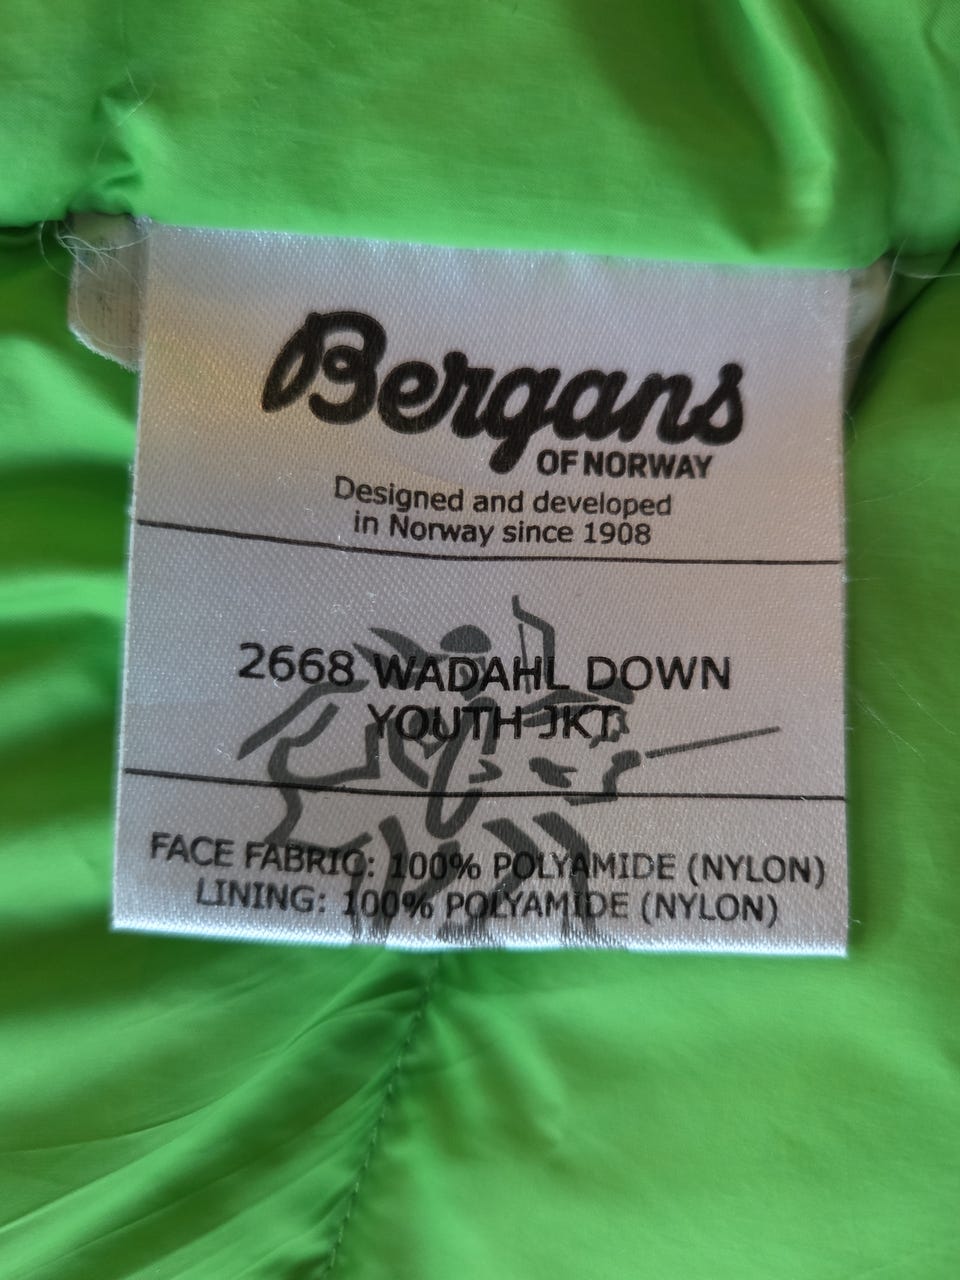 Bergans
OF NORWAY
Designed and developed
in Norway since 1908
2668 WADAHL DOWN
YOUTH JKT
FACE FABRIC: 100% POLYAMIDE (NYLON)
LINING: 100% POLYAMIDE (NYLON)